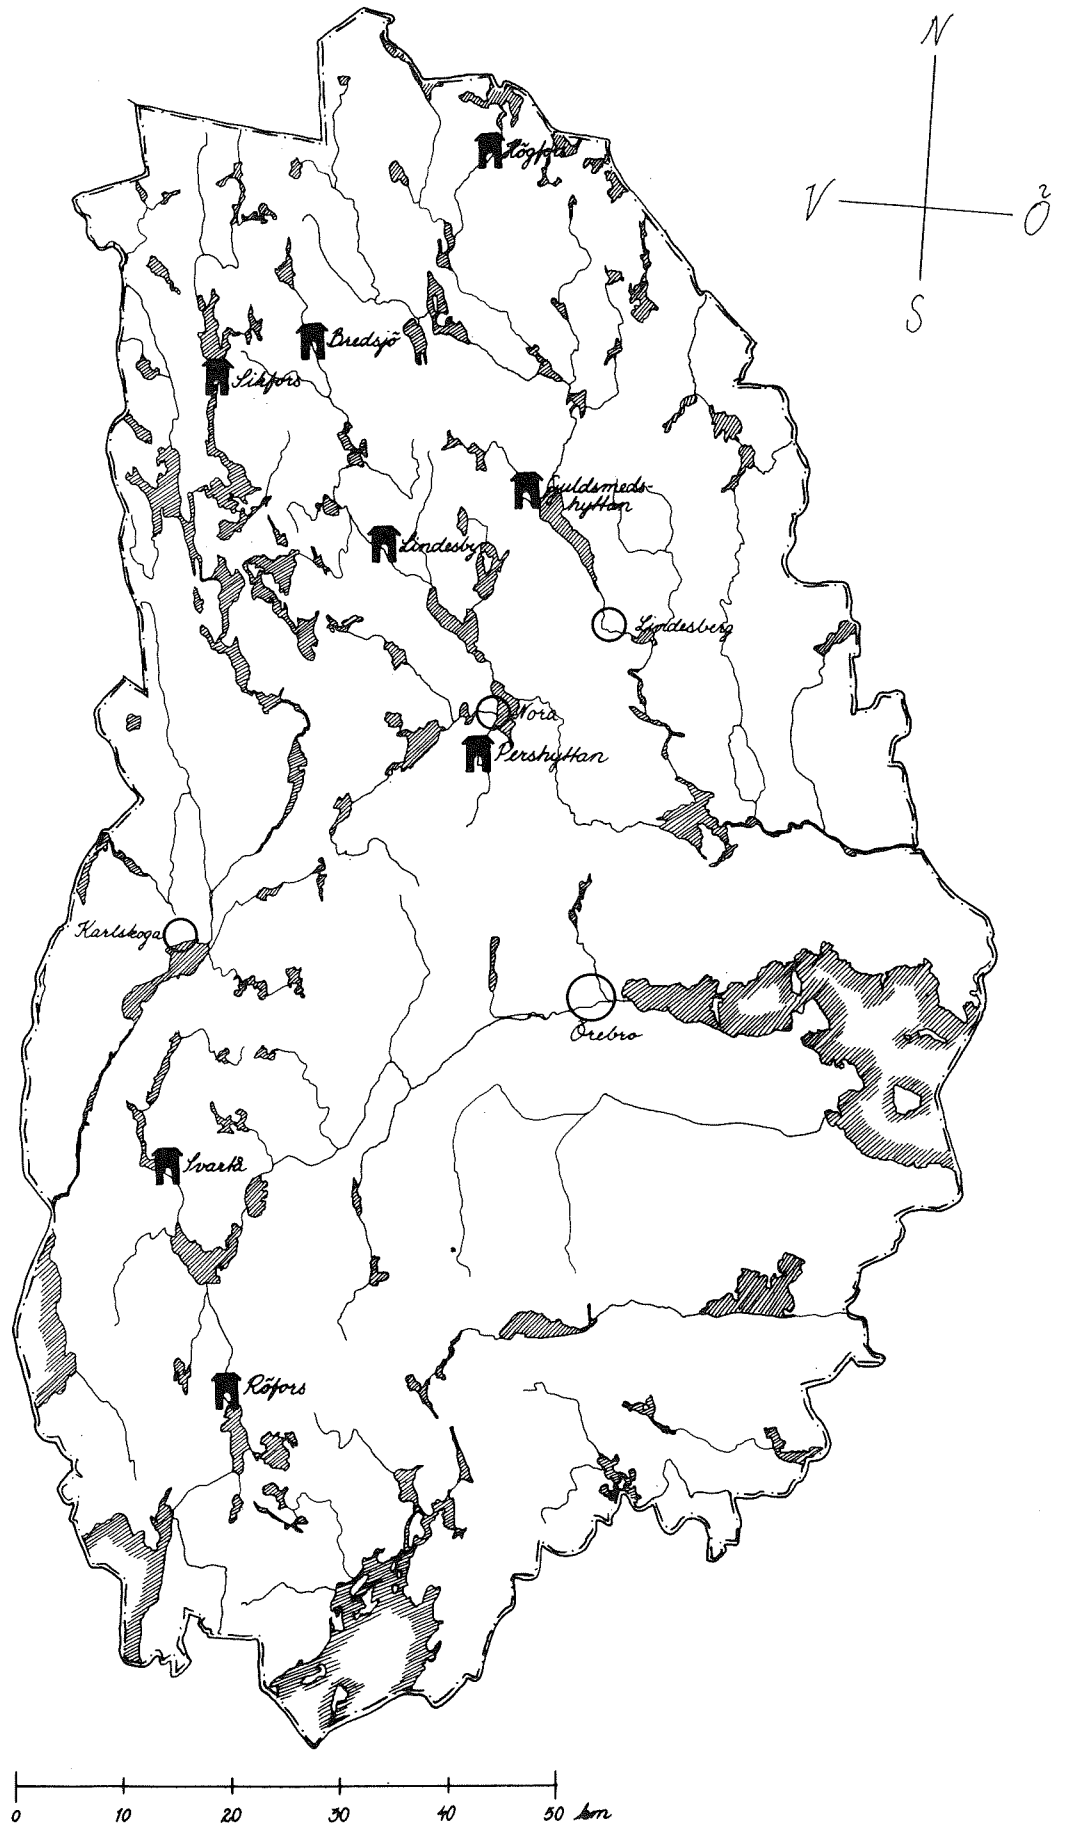 N
V
Ö
S
Högfors
Bredsjö
Sikfors
Guldsmeds-
hyttan
Lindesby
Lindesberg
Nora
Pershyttan
Karlskoga
Örebro
Svartå
Röfors
0 10 20 30 40 50 km